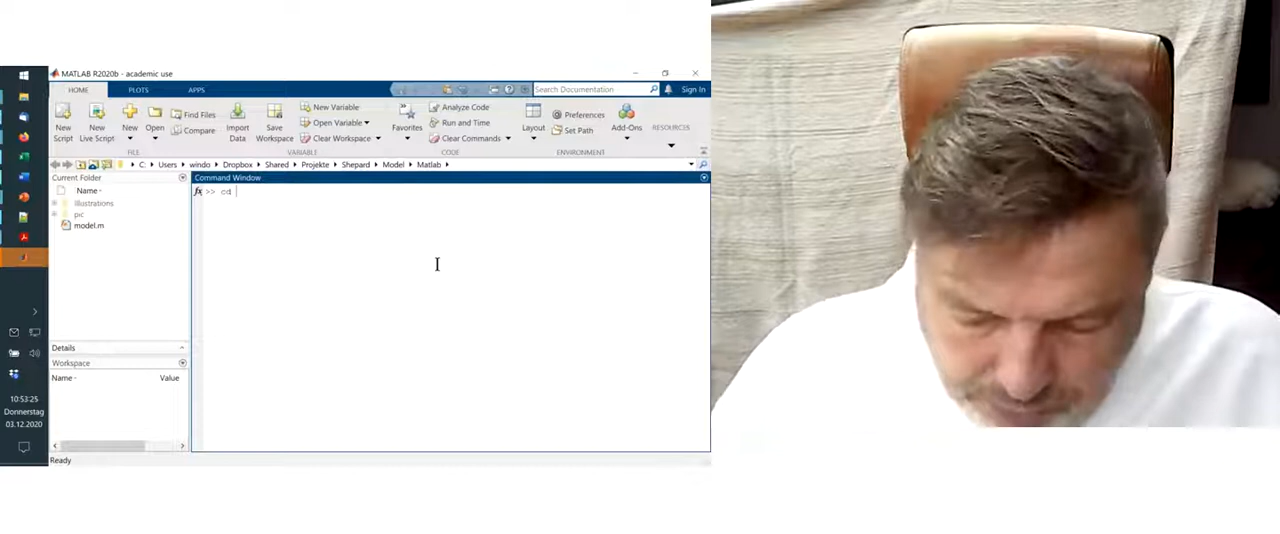 MATLAB R2020b - academic use
HOME PLOTS APPS
Search Documentation
Sign In
New Script
New Live Script
New
Open
Find Files
Compare
Import Data
Save Workspace
New Variable
Open Variable
Clear Workspace
Favorites
Analyze Code
Run and Time
Clear Commands
Layout
Preferences
Set Path
Add-Ons
RESOURCES
FILE VARIABLE CODE ENVIRONMENT
C: Users windo Dropbox Shared Projekte Shepard Model Matlab
Current Folder
Name
illustrations
pic
model.m
Details
Workspace
Name Value
Command Window
fx >> cd
Ready
10:53:25
Donnerstag
03.12.2020